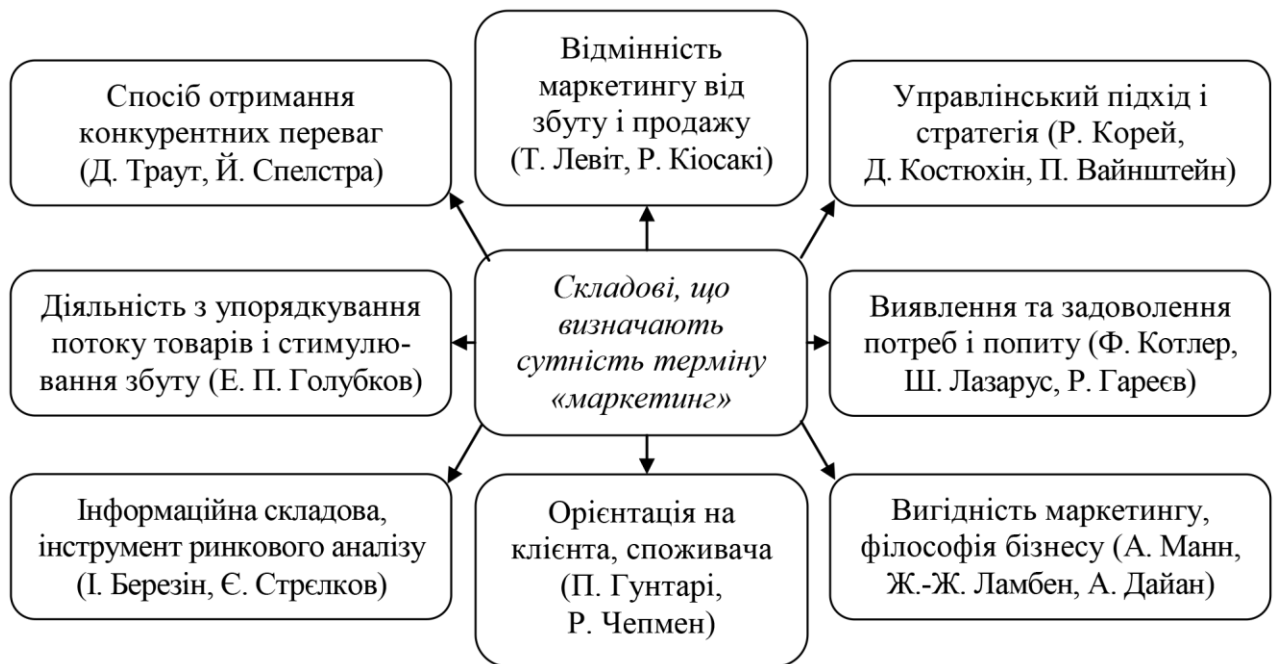 Спосіб отримання
конкурентних переваг
(Д. Траут, Й. Спелстра)
Відмінність
маркетингу від
збуту і продажу
(Т. Левіт, Р. Кіосакі)
Управлінський підхід і
стратегія (Р. Корей,
Д. Костюхін, П. Вайнштейн)
Діяльність з упорядкування
потоку товарів і стимулю-
вання збуту (Е. П. Голубков)
Складові, що
визначають
сутність терміну
«маркетинг»
Виявлення та задоволення
потреб і попиту (Ф. Котлер,
Ш. Лазарус, Р. Гареєв)
Інформаційна складова,
інструмент ринкового аналізу
(І. Березін, Є. Стрєлков)
Орієнтація на
клієнта, споживача
(П. Гунтарі,
Р. Чепмен)
Вигідність маркетингу,
філософія бізнесу (А. Манн,
Ж.-Ж. Ламбен, А. Дайан)